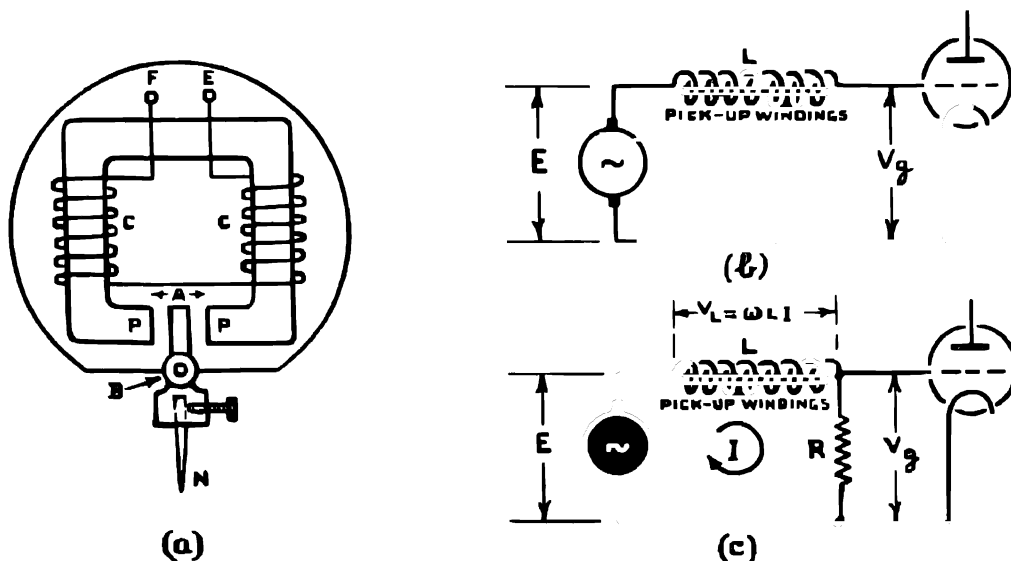 F E
C C
A
P P
B
N
(a)
L
PICK-UP WINDINGS
E
~
Vg
(b)
VL = ωLI
L
PICK-UP WINDINGS
E
~
I
R
Vg
(c)